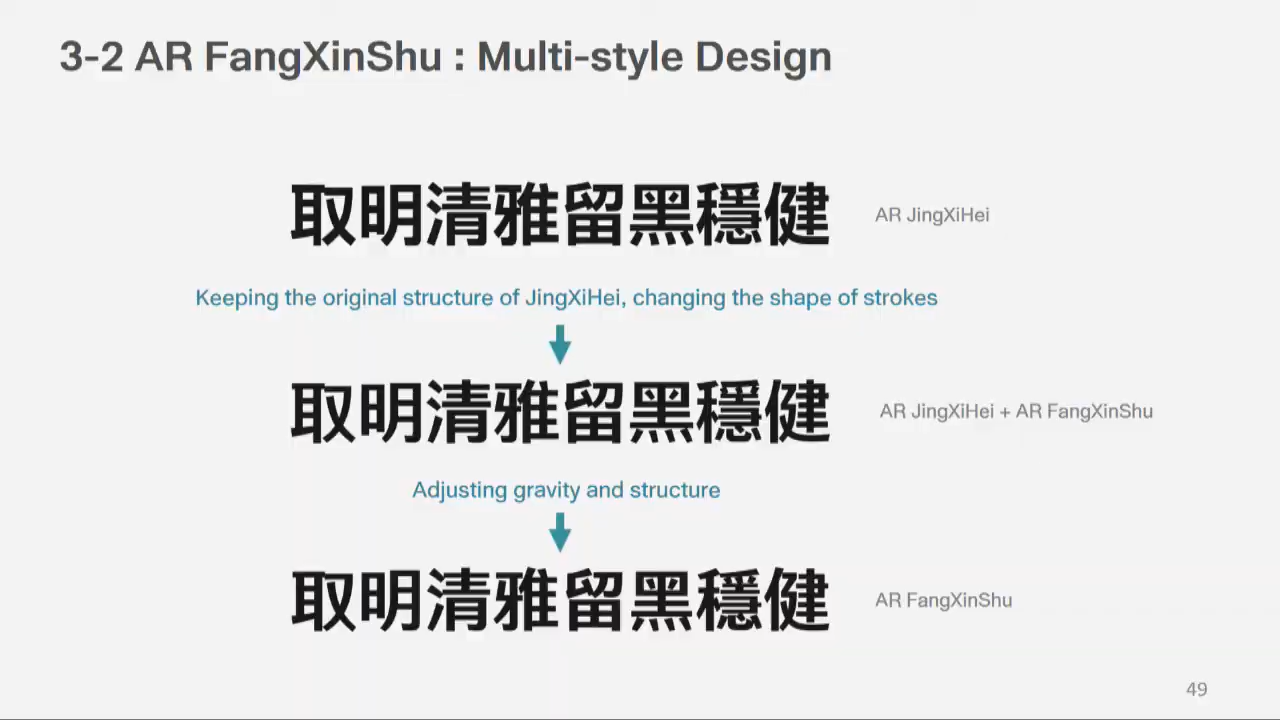 3-2 AR FangXinShu : Multi-style Design
取明清雅留黑穩健 AR JingXiHei
Keeping the original structure of JingXiHei, changing the shape of strokes
取明清雅留黑穩健 AR JingXiHei + AR FangXinShu
Adjusting gravity and structure
取明清雅留黑穩健 AR FangXinShu
49